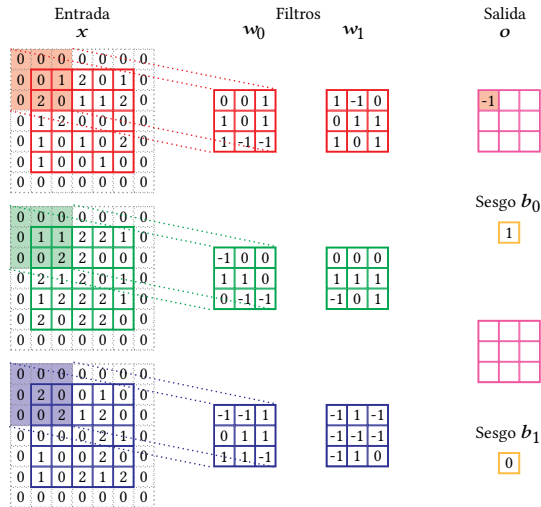 Entrada
x
0 0 0 0 0 0 0
0 0 1 2 0 1 0
0 2 0 1 1 2 0
0 1 2 0 0 0 0
0 1 0 1 0 2 0
0 1 0 0 1 0 0
0 0 0 0 0 0 0
0 0 0 0 0 0 0
0 1 1 2 2 1 0
0 0 2 2 0 0 0
0 2 1 2 0 1 0
0 1 2 2 2 1 0
0 2 0 2 2 0 0
0 0 0 0 0 0 0
0 0 0 0 0 0 0
0 2 0 0 1 0 0
0 0 2 1 2 0 0
0 0 0 0 2 1 0
0 1 0 0 2 0 0
0 1 0 2 1 2 0
0 0 0 0 0 0 0
Filtros
w0 w1
0 0 1
1 0 1
1 -1 -1
1 -1 0
0 1 1
1 0 1
-1 0 0
1 1 0
0 -1 -1
0 0 0
1 1 1
-1 0 1
-1 -1 1
0 1 1
1 1 -1
-1 1 -1
-1 -1 -1
-1 1 0
Salida
o
-1
Sesgo b0
1
Sesgo b1
0